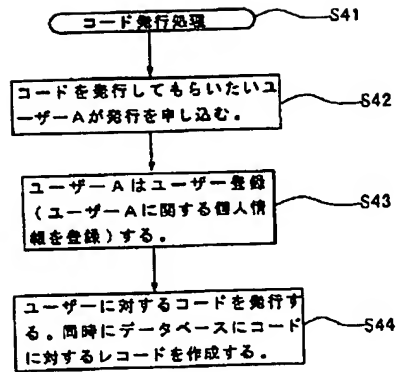 コード発行処理
S41
コードを発行してもらいたいユ
ーザーAが発行を申し込む。
S42
ユーザーAはユーザー登録
(ユーザーAに関する個人情
報を登録)する。
S43
ユーザーに対するコードを発行す
る。同時にデータベースにコード
に対するレコードを作成する。
S44